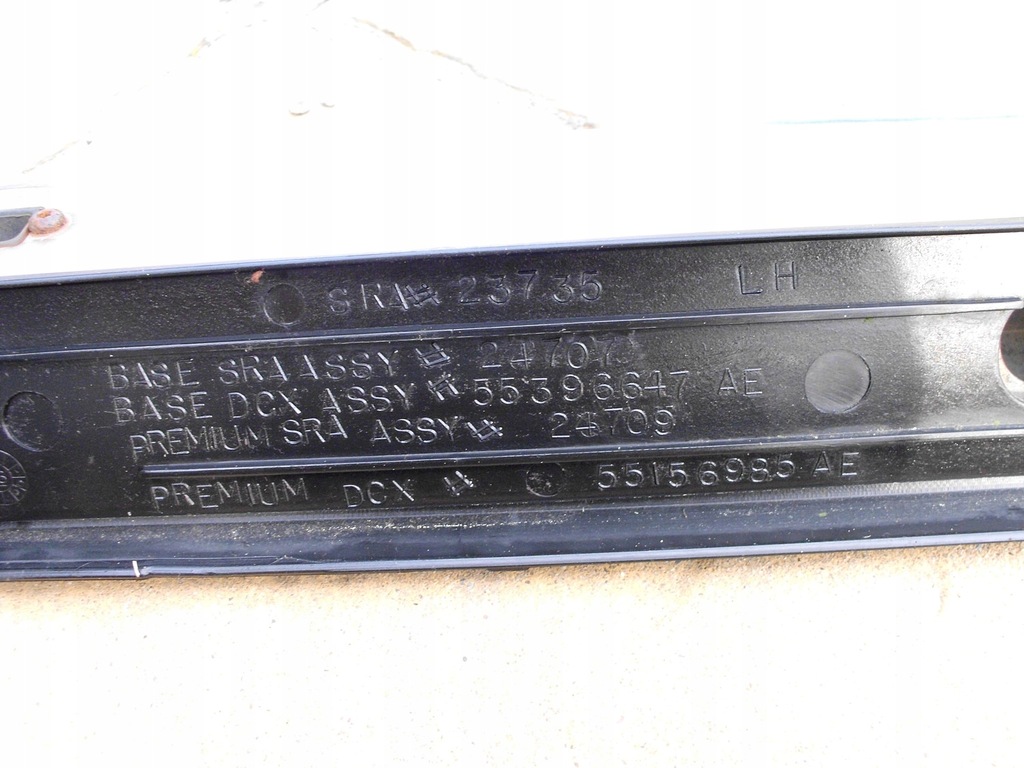 SRA # 23735 LH
BASE SRA ASSY # 24707
BASE DCX ASSY # 55396647 AE
PREMIUM SRA ASSY # 24709
PREMIUM DCX # 55156985 AE